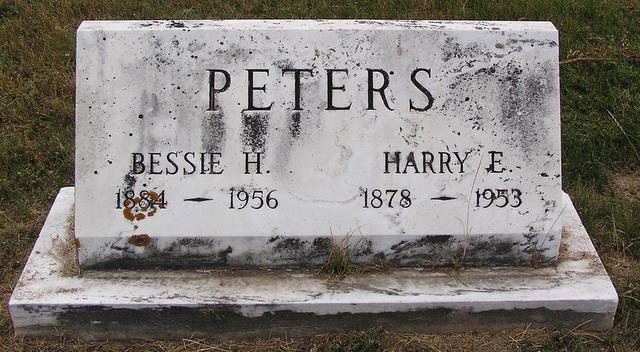 PETERS
BESSIE H. HARRY E.
1884 — 1956 1878 — 1953